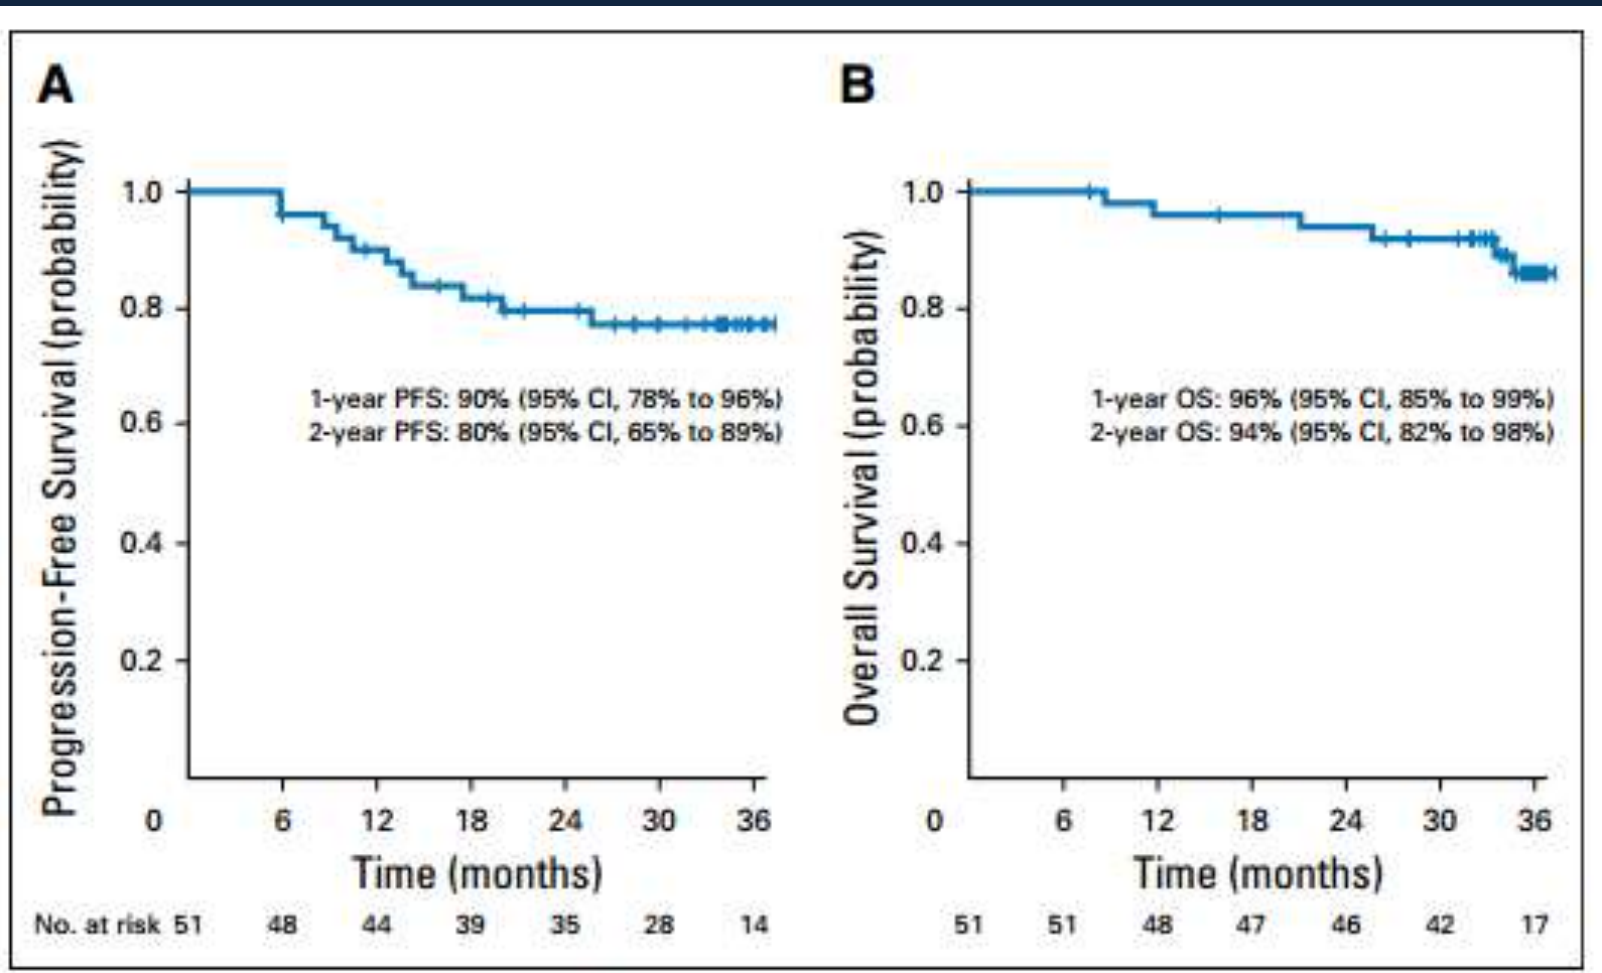 A
Progression-Free Survival (probability)
1.0
0.8
0.6
0.4
0.2
1-year PFS: 90% (95% CI, 78% to 96%)
2-year PFS: 80% (95% CI, 65% to 89%)
0 6 12 18 24 30 36
Time (months)
No. at risk 51 48 44 39 35 28 14
B
Overall Survival (probability)
1.0
0.8
0.6
0.4
0.2
1-year OS: 96% (95% CI, 85% to 99%)
2-year OS: 94% (95% CI, 82% to 98%)
0 6 12 18 24 30 36
Time (months)
51 51 48 47 46 42 17